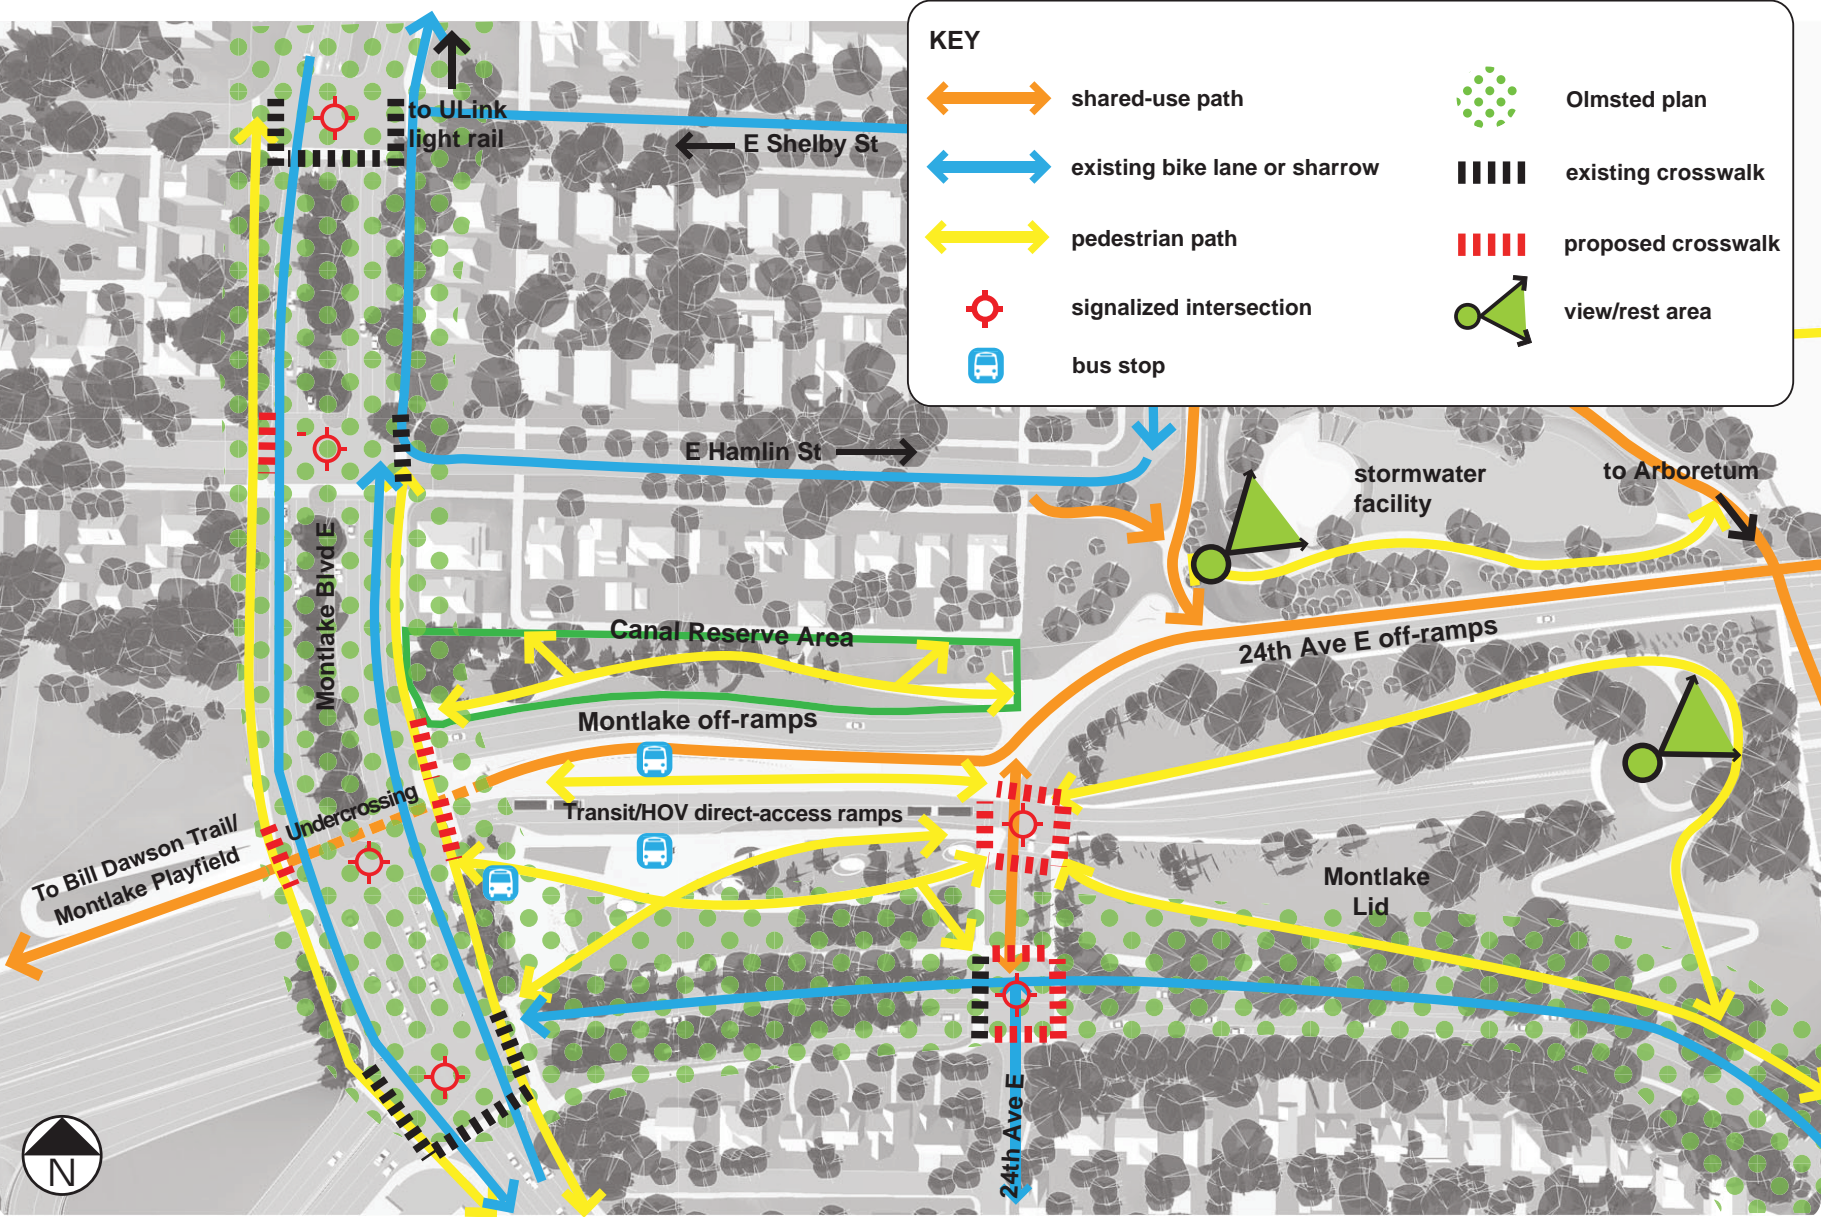 KEY
shared-use path
existing bike lane or sharrow
pedestrian path
signalized intersection
bus stop
Olmsted plan
existing crosswalk
proposed crosswalk
view/rest area
to ULink
light rail
E Shelby St
E Hamlin St
stormwater
facility
to Arboretum
Montlake Blvd E
Canal Reserve Area
24th Ave E off-ramps
Montlake off-ramps
Undercrossing
Transit/HOV direct-access ramps
To Bill Dawson Trail/
Montlake Playfield
Montlake
Lid
24th Ave E
N